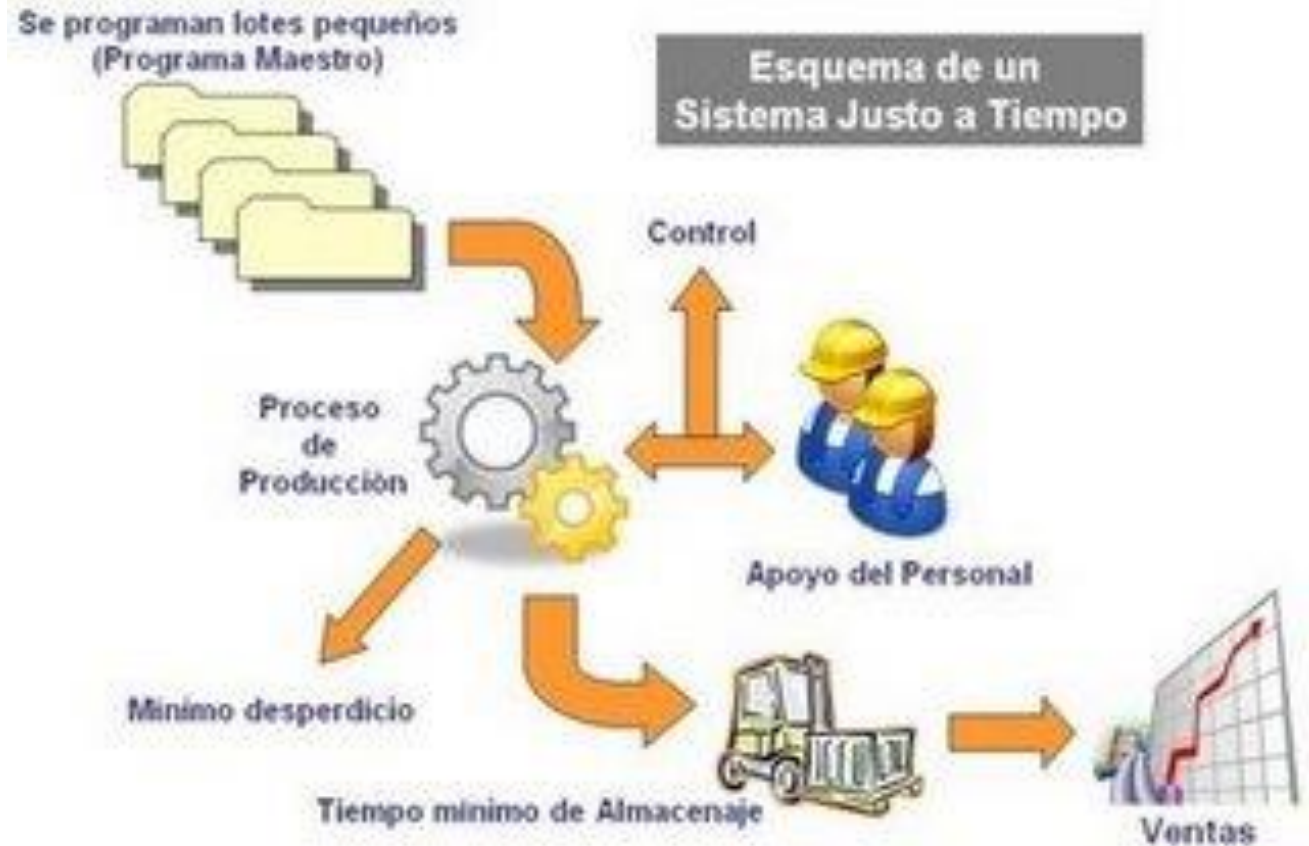 Se programan lotes pequeños
(Programa Maestro)
Esquema de un
Sistema Justo a Tiempo
Control
Proceso
de
Producción
Apoyo del Personal
Mínimo desperdicio
Tiempo mínimo de Almacenaje
Ventas